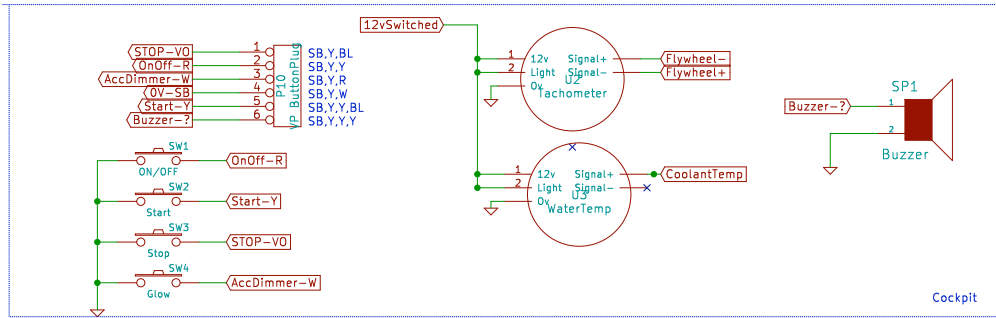 12vSwitched
STOP-VO
OnOff-R
AccDimmer-W
0V-SB
Start-Y
Buzzer-?
1
2
3
4
5
6
P10
VP ButtonPlug
SB,Y,BL
SB,Y,Y
SB,Y,R
SB,Y,W
SB,Y,Y,BL
SB,Y,Y,Y
1
2
12v
Light
0v
Signal+
Signal-
U2
Tachometer
Flywheel-
Flywheel+
SP1
Buzzer-?
1
2
Buzzer
SW1
ON/OFF
OnOff-R
SW2
Start
Start-Y
SW3
Stop
STOP-VO
SW4
Glow
AccDimmer-W
1
2
12v
Light
0v
Signal+
Signal-
U3
WaterTemp
CoolantTemp
Cockpit